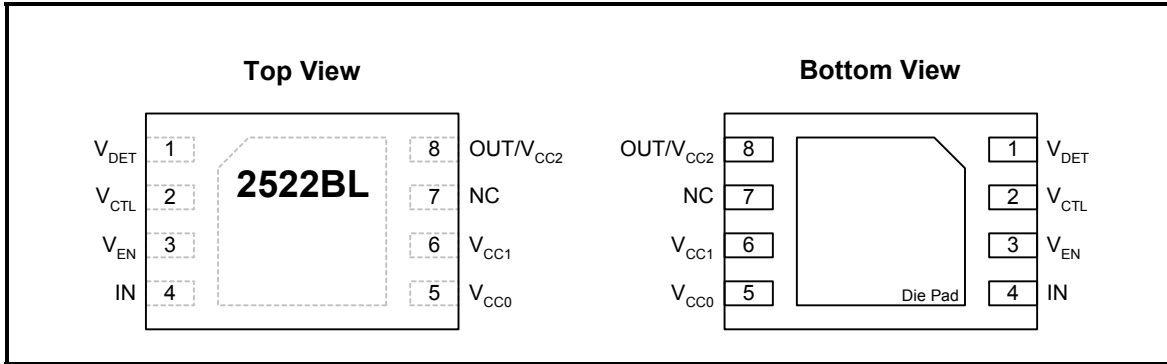 Top View
V_DET 1
V_CTL 2
V_EN 3
IN 4
2522BL
8 OUT/V_CC2
7 NC
6 V_CC1
5 V_CC0
Bottom View
OUT/V_CC2 8
NC 7
V_CC1 6
V_CC0 5
Die Pad
1 V_DET
2 V_CTL
3 V_EN
4 IN